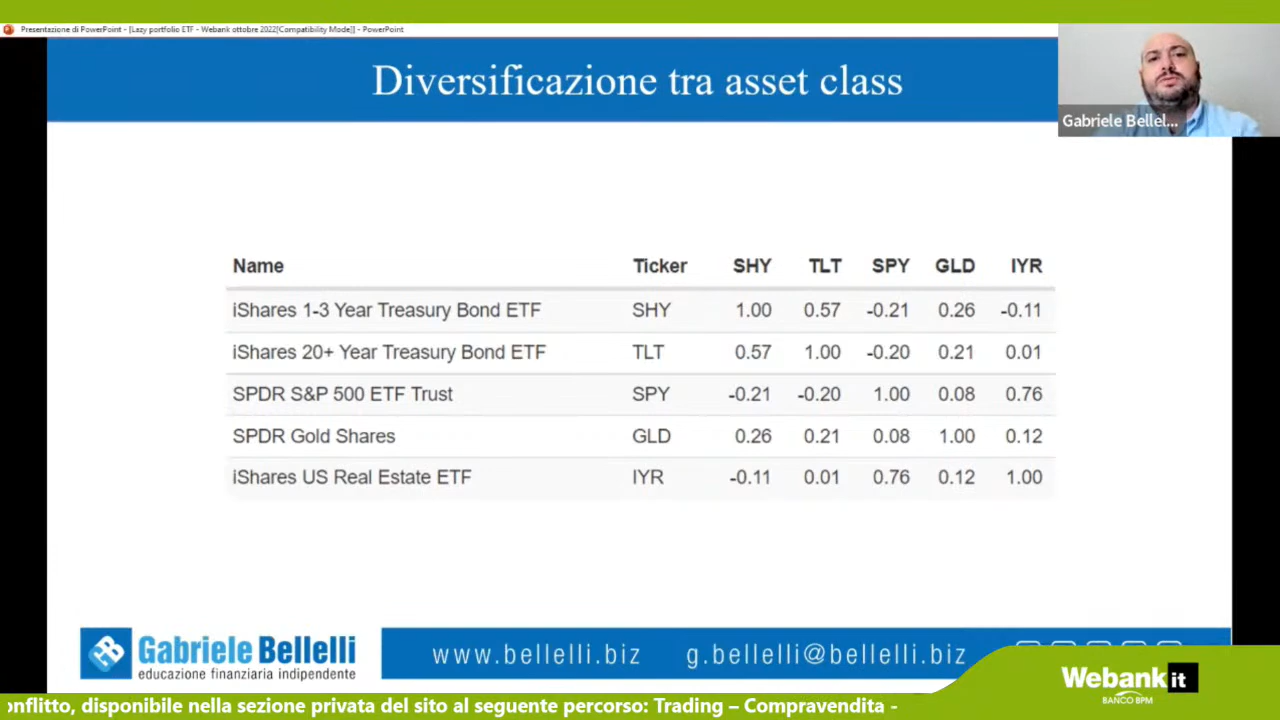 Presentazione di PowerPoint - [Lazy portfolio ETF - Webank ottobre 2022[Compatibility Mode]] - PowerPoint
Diversificazione tra asset class
Gabriele Bellel...
Name Ticker SHY TLT SPY GLD IYR
iShares 1-3 Year Treasury Bond ETF SHY 1.00 0.57 -0.21 0.26 -0.11
iShares 20+ Year Treasury Bond ETF TLT 0.57 1.00 -0.20 0.21 0.01
SPDR S&P 500 ETF Trust SPY -0.21 -0.20 1.00 0.08 0.76
SPDR Gold Shares GLD 0.26 0.21 0.08 1.00 0.12
iShares US Real Estate ETF IYR -0.11 0.01 0.76 0.12 1.00
HB Gabriele Bellelli
educazione finanziaria indipendente
www.bellelli.biz g.bellelli@bellelli.biz
Webank it
BANCO BPM
onflitto, disponibile nella sezione privata del sito al seguente percorso: Trading – Compravendita -